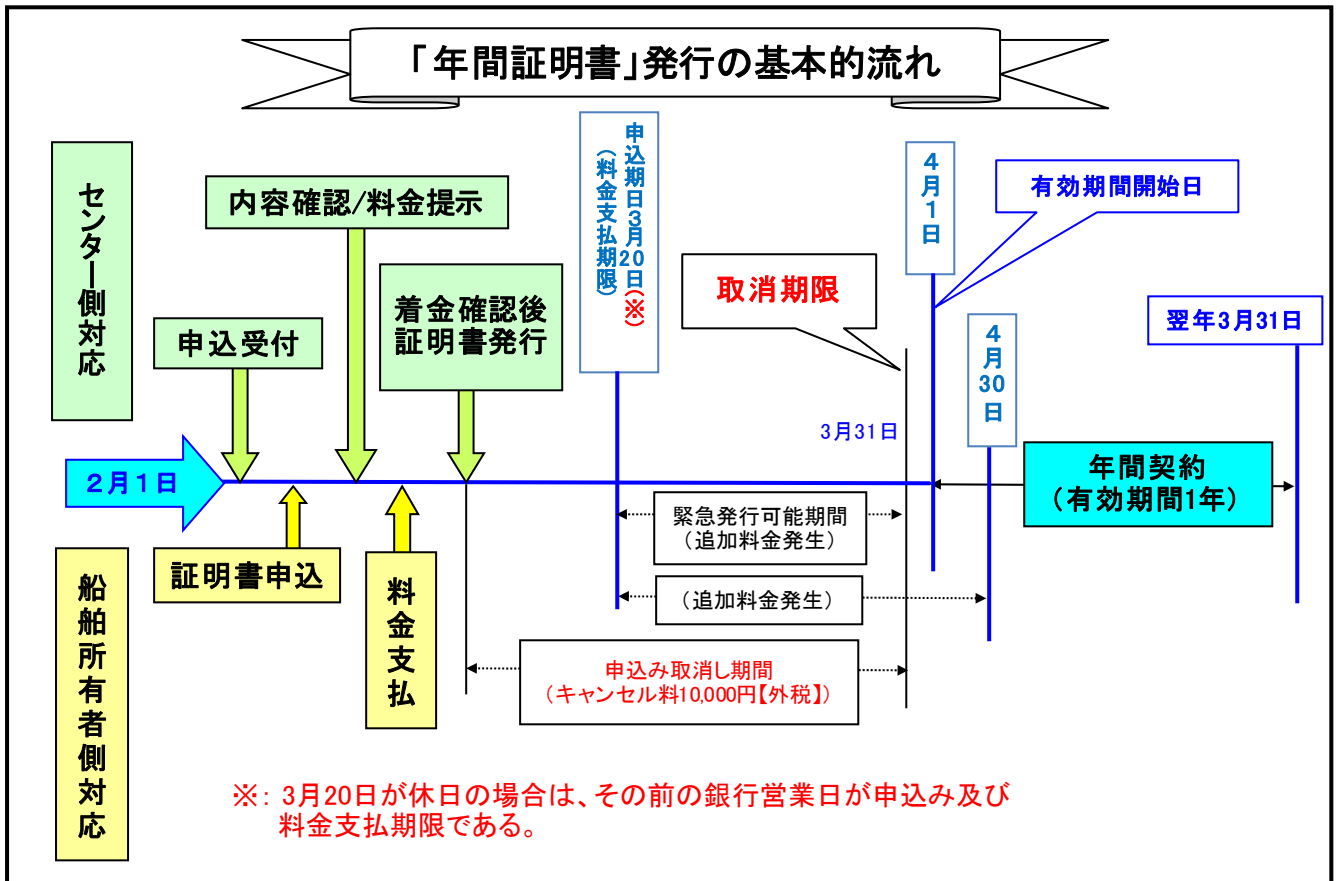 「年間証明書」発行の基本的流れ
センター側対応
申込受付
内容確認/料金提示
着金確認後
証明書発行
申込期日3月20日(※)
(料金支払期限)
取消期限
3月31日
4月1日
有効期間開始日
4月30日
翌年3月31日
2月1日
年間契約
(有効期間1年)
緊急発行可能期間
(追加料金発生)
(追加料金発生)
申込み取消し期間
(キャンセル料10,000円【外税】)
船舶所有者側対応
証明書申込
料金支払
※: 3月20日が休日の場合は、その前の銀行営業日が申込み及び
料金支払期限である。